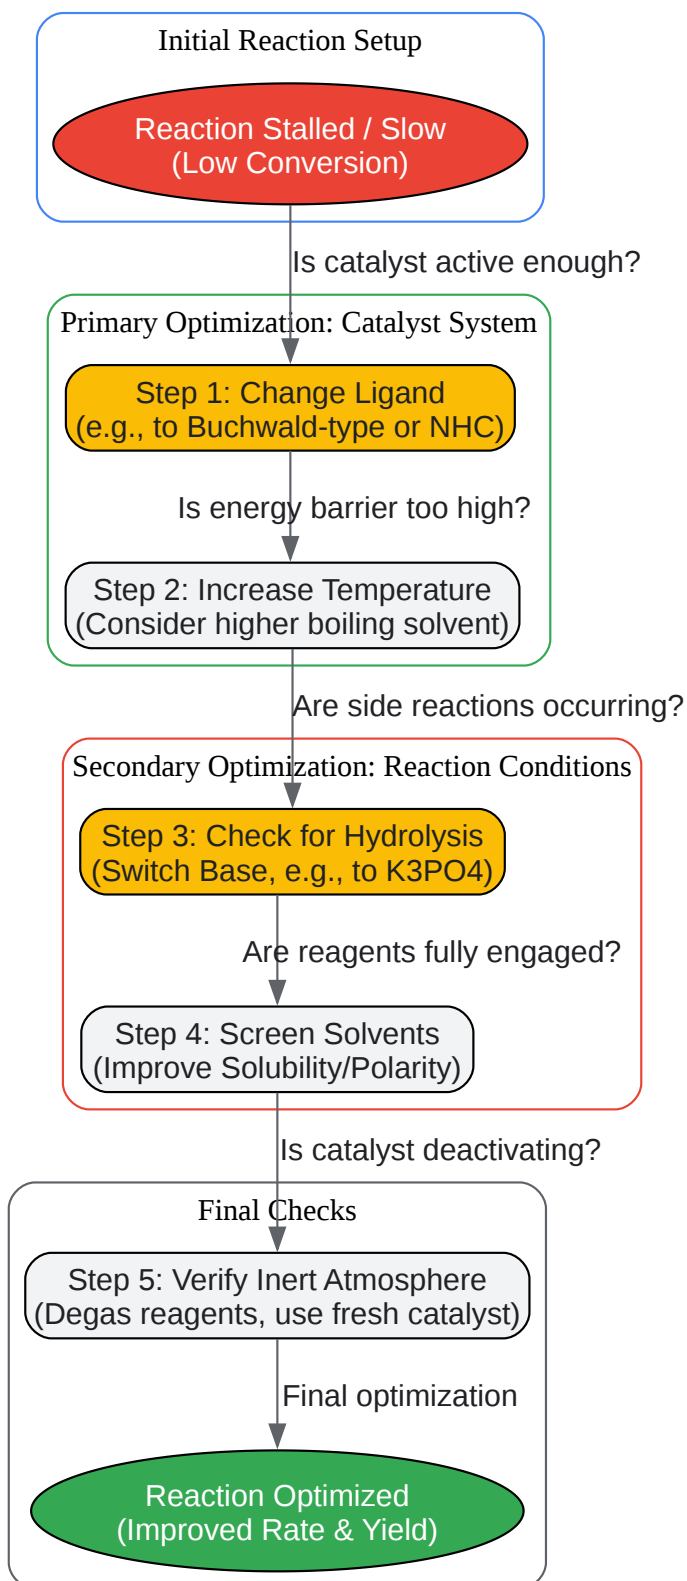 Initial Reaction Setup
Reaction Stalled / Slow
(Low Conversion)
Is catalyst active enough?
Primary Optimization: Catalyst System
Step 1: Change Ligand
(e.g., to Buchwald-type or NHC)
Is energy barrier too high?
Step 2: Increase Temperature
(Consider higher boiling solvent)
Are side reactions occurring?
Secondary Optimization: Reaction Conditions
Step 3: Check for Hydrolysis
(Switch Base, e.g., to K3PO4)
Are reagents fully engaged?
Step 4: Screen Solvents
(Improve Solubility/Polarity)
Is catalyst deactivating?
Final Checks
Step 5: Verify Inert Atmosphere
(Degas reagents, use fresh catalyst)
Final optimization
Reaction Optimized
(Improved Rate & Yield)